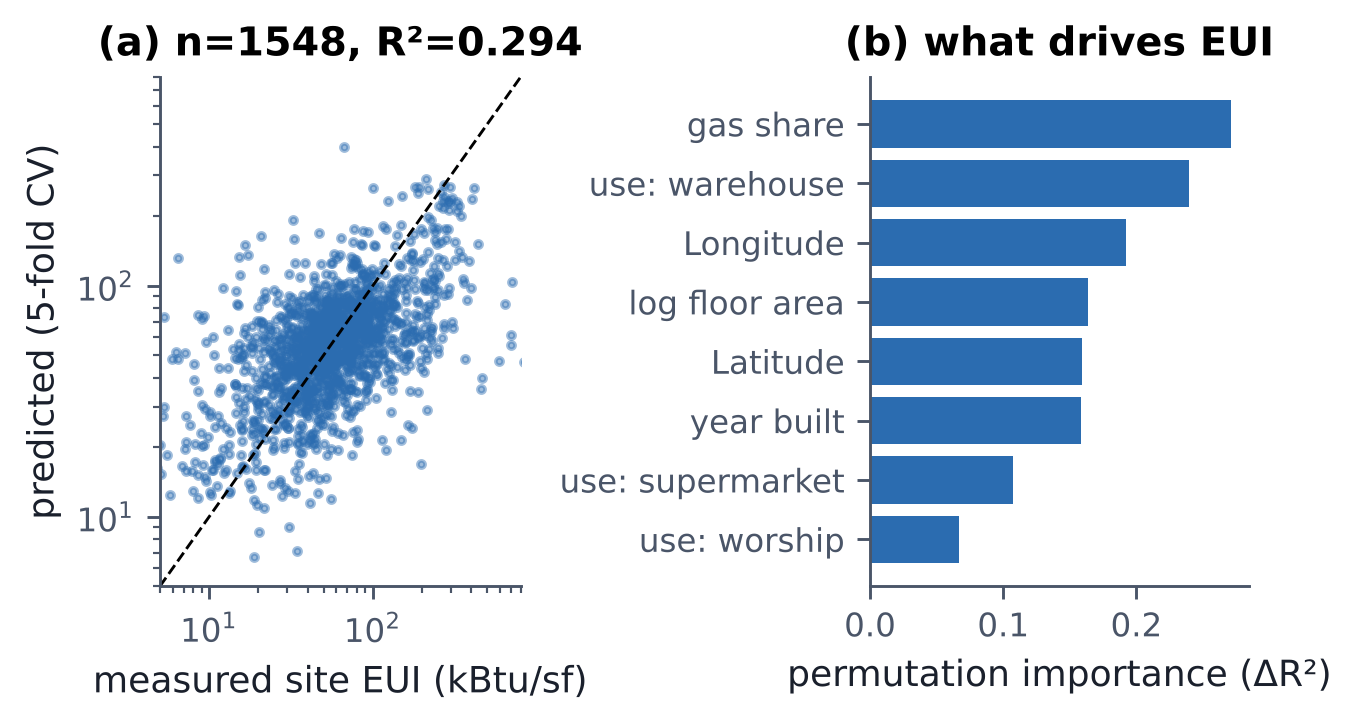 (a) n=1548, R²=0.294
predicted (5-fold CV)
10²
10¹
10¹ 10²
measured site EUI (kBtu/sf)
(b) what drives EUI
gas share
use: warehouse
Longitude
log floor area
Latitude
year built
use: supermarket
use: worship
0.0 0.1 0.2
permutation importance (ΔR²)